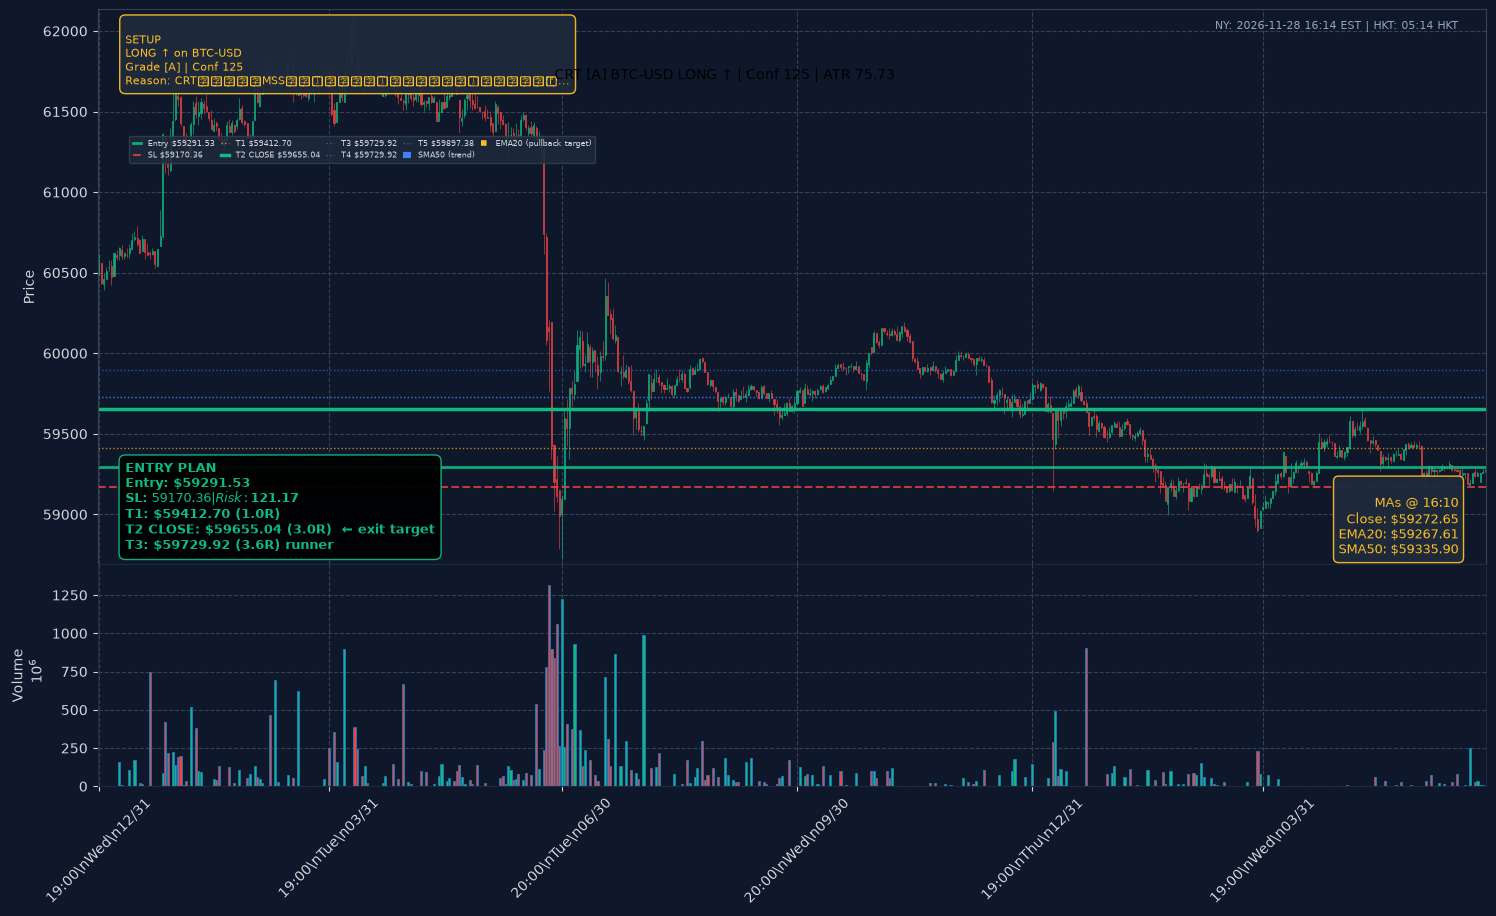 SETUP
LONG ↑ on BTC-USD
Grade [A] | Conf 125
Reason: CRT MSS
CRT [A] BTC-USD LONG ↑ | Conf 125 | ATR 75.73
NY: 2026-11-28 16:14 EST | HKT: 05:14 HKT
Entry $59291.53
SL $59170.36
T1 $59412.70
T2 CLOSE $59655.04
T3 $59729.92
T4 $59729.92
T5 $59897.38
SMA50 (trend)
EMA20 (pullback target)
Price
62000
61500
61000
60500
60000
59500
59000
ENTRY PLAN
Entry: $59291.53
SL: 59170.36|Risk: 121.17
T1: $59412.70 (1.0R)
T2 CLOSE: $59655.04 (3.0R) ← exit target
T3: $59729.92 (3.6R) runner
MAs @ 16:10
Close: $59272.65
EMA20: $59267.61
SMA50: $59335.90
Volume
10⁶
1250
1000
750
500
250
0
19:00\nWed\n12/31
19:00\nTue\n03/31
20:00\nTue\n06/30
20:00\nWed\n09/30
19:00\nThu\n12/31
19:00\nWed\n03/31